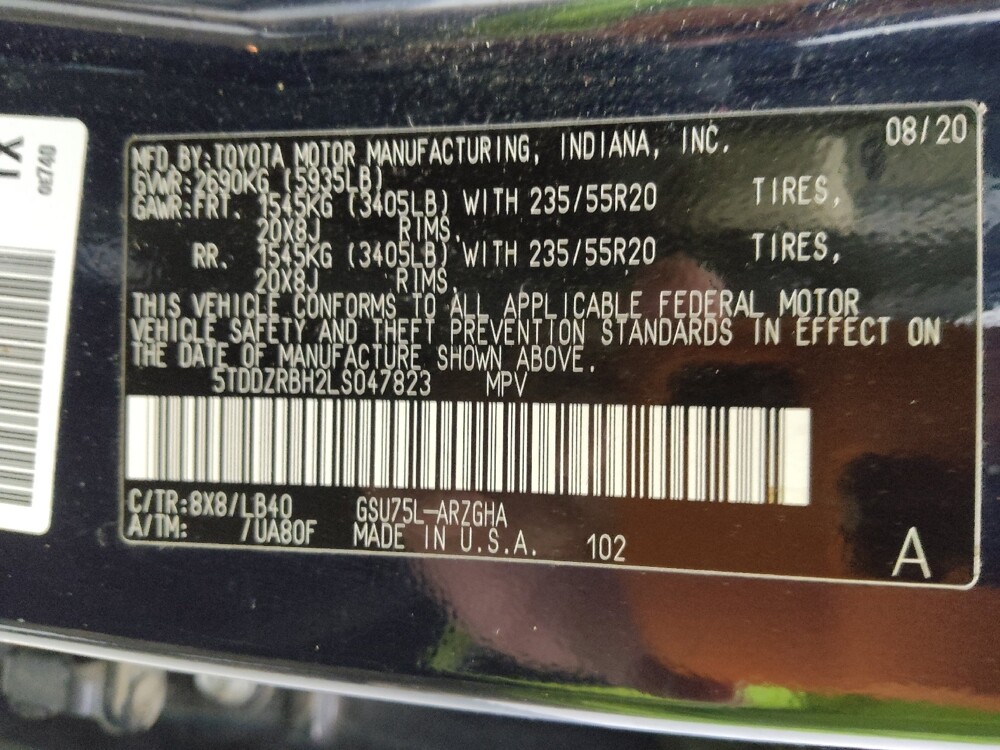 1X
oz740
08/20
MFD.BY:TOYOTA MOTOR MANUFACTURING, INDIANA, INC.
GVWR:2690KG (5935LB)
GAWR:FRT. 1545KG (3405LB) WITH 235/55R20 TIRES,
20X8J RIMS.
RR. 1545KG (3405LB) WITH 235/55R20 TIRES,
20X8J RIMS.
THIS VEHICLE CONFORMS TO ALL APPLICABLE FEDERAL MOTOR
VEHICLE SAFETY AND THEFT PREVENTION STANDARDS IN EFFECT ON
THE DATE OF MANUFACTURE SHOWN ABOVE.
5TDDZRBH2LS047823 MPV
C/TR:8X8/LB40 GSU75L-ARZGHA
A/TM: /UA80F MADE IN U.S.A. 102
A